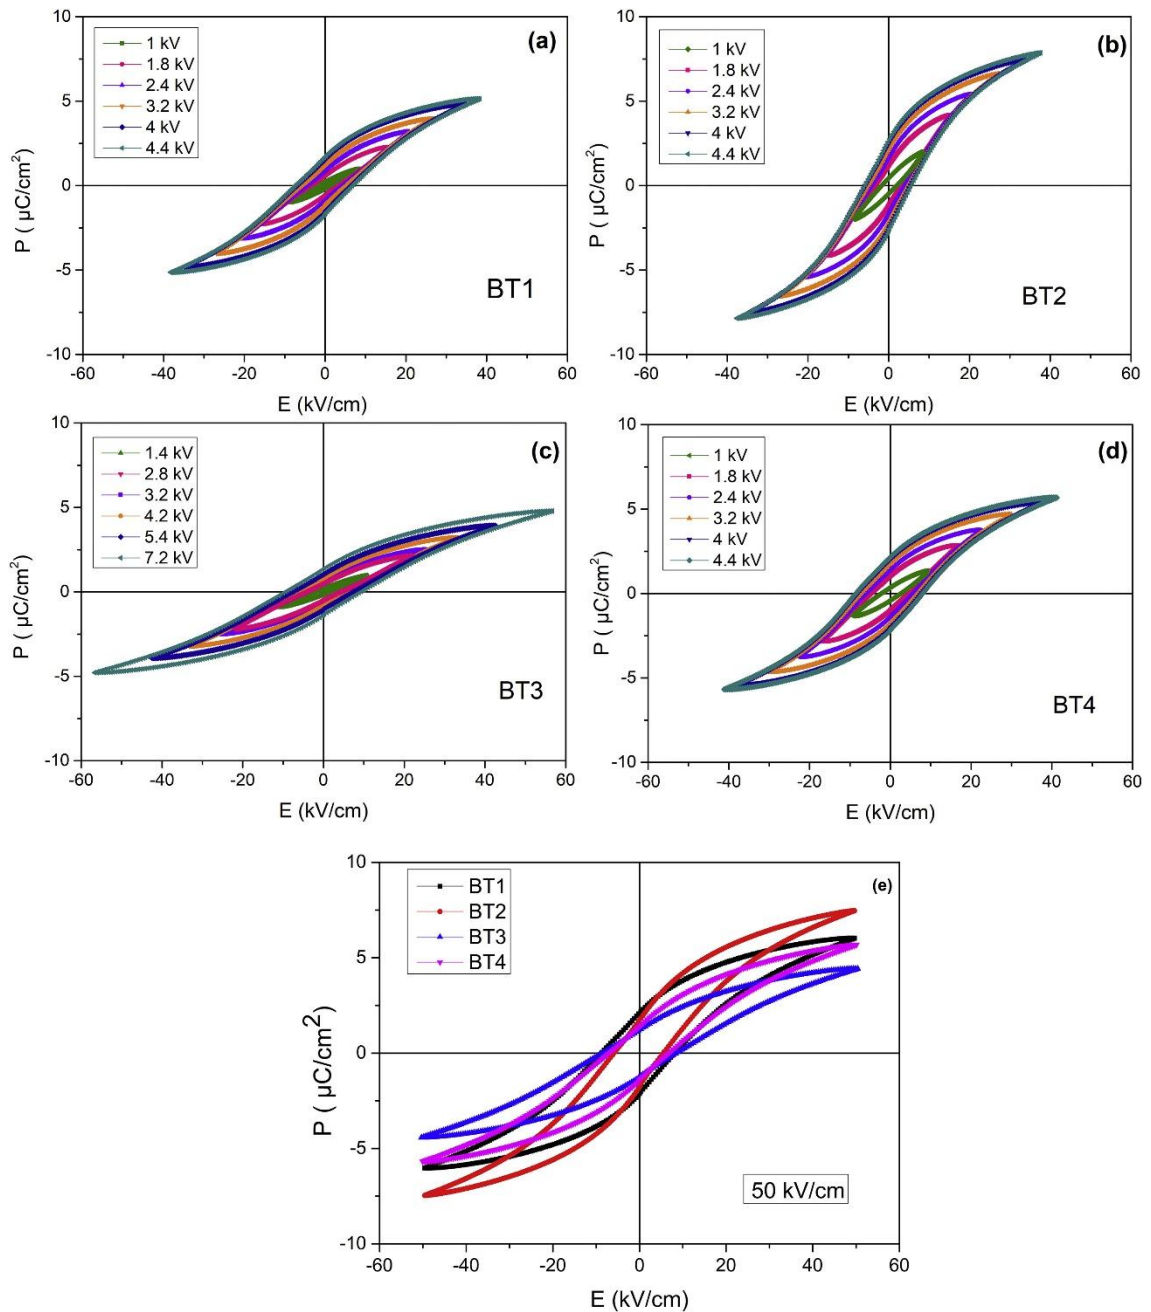 (a)
1 kV
1.8 kV
2.4 kV
3.2 kV
4 kV
4.4 kV
10
5
0
-5
-10
P ( µC/cm²)
BT1
-60 -40 -20 0 20 40 60
E (kV/cm)
(b)
1 kV
1.8 kV
2.4 kV
3.2 kV
4 kV
4.4 kV
10
5
0
-5
-10
P ( µC/cm²)
BT2
-60 -40 -20 0 20 40 60
E (kV/cm)
(c)
1.4 kV
2.8 kV
3.2 kV
4.2 kV
5.4 kV
7.2 kV
10
5
0
-5
-10
P ( µC/cm²)
BT3
-60 -40 -20 0 20 40 60
E (kV/cm)
(d)
1 kV
1.8 kV
2.4 kV
3.2 kV
4 kV
4.4 kV
10
5
0
-5
-10
P ( µC/cm²)
BT4
-60 -40 -20 0 20 40 60
E (kV/cm)
(e)
BT1
BT2
BT3
BT4
10
5
0
-5
-10
P ( µC/cm²)
50 kV/cm
-60 -40 -20 0 20 40 60
E (kV/cm)